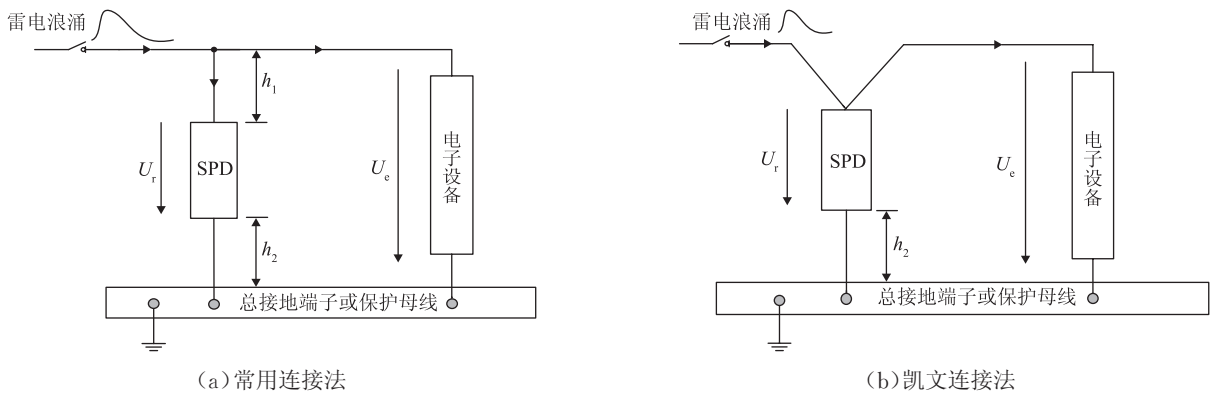 雷电浪涌
h1
Ur
SPD
Ue
电子设备
h2
总接地端子或保护母线
(a)常用连接法
雷电浪涌
Ur
SPD
Ue
电子设备
h2
总接地端子或保护母线
(b)凯文连接法